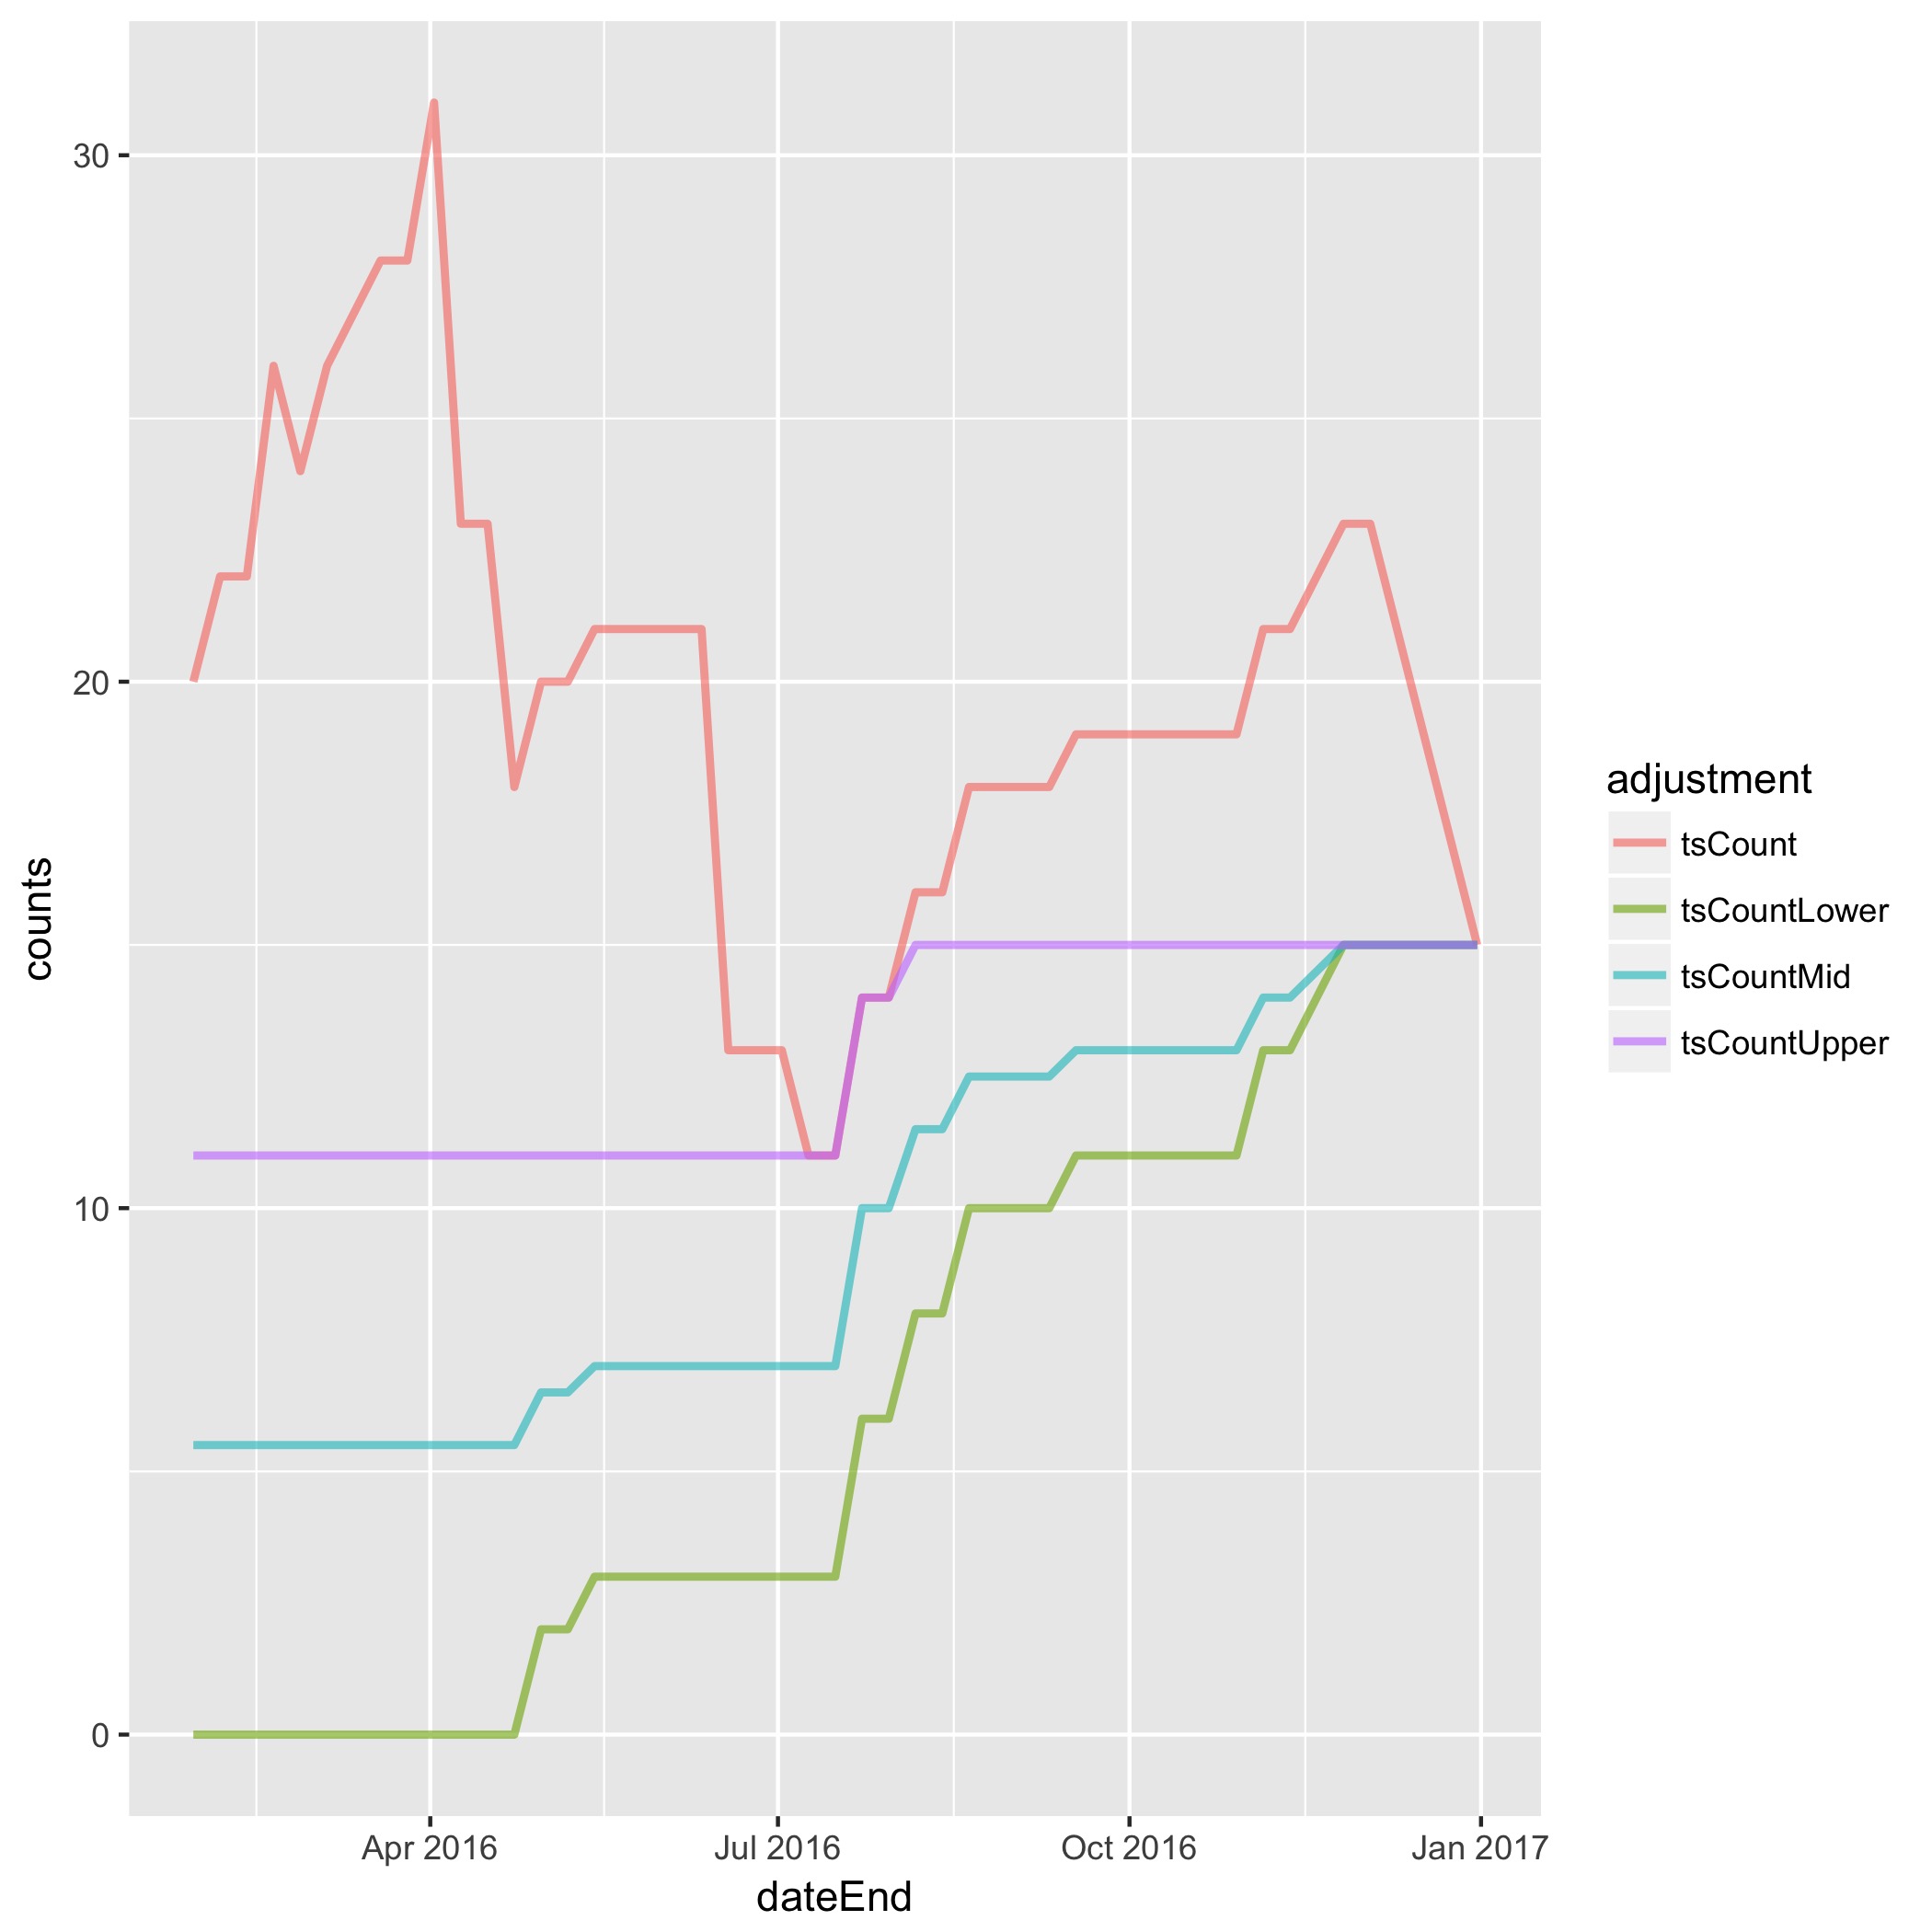 counts
30
20
10
0
Apr 2016
Jul 2016
Oct 2016
Jan 2017
dateEnd
adjustment
tsCount
tsCountLower
tsCountMid
tsCountUpper